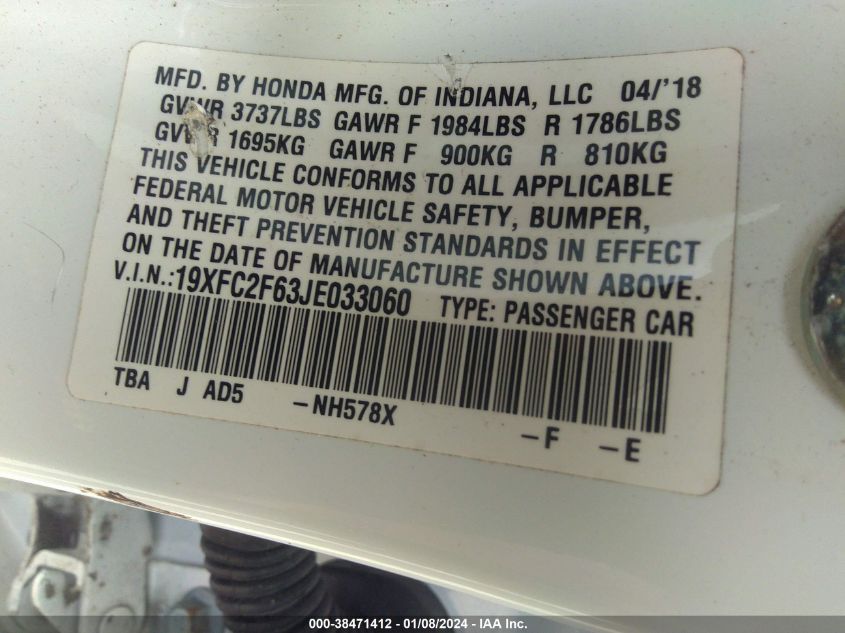 MFD. BY HONDA MFG. OF INDIANA, LLC 04/'18
GVWR 3737LBS GAWR F 1984LBS R 1786LBS
GVWR 1695KG GAWR F 900KG R 810KG
THIS VEHICLE CONFORMS TO ALL APPLICABLE
FEDERAL MOTOR VEHICLE SAFETY, BUMPER,
AND THEFT PREVENTION STANDARDS IN EFFECT
ON THE DATE OF MANUFACTURE SHOWN ABOVE.
V.I.N.:19XFC2F63JE033060 TYPE: PASSENGER CAR
TBA J AD5 -NH578X -F -E
000-38471412 - 01/08/2024 - IAA Inc.